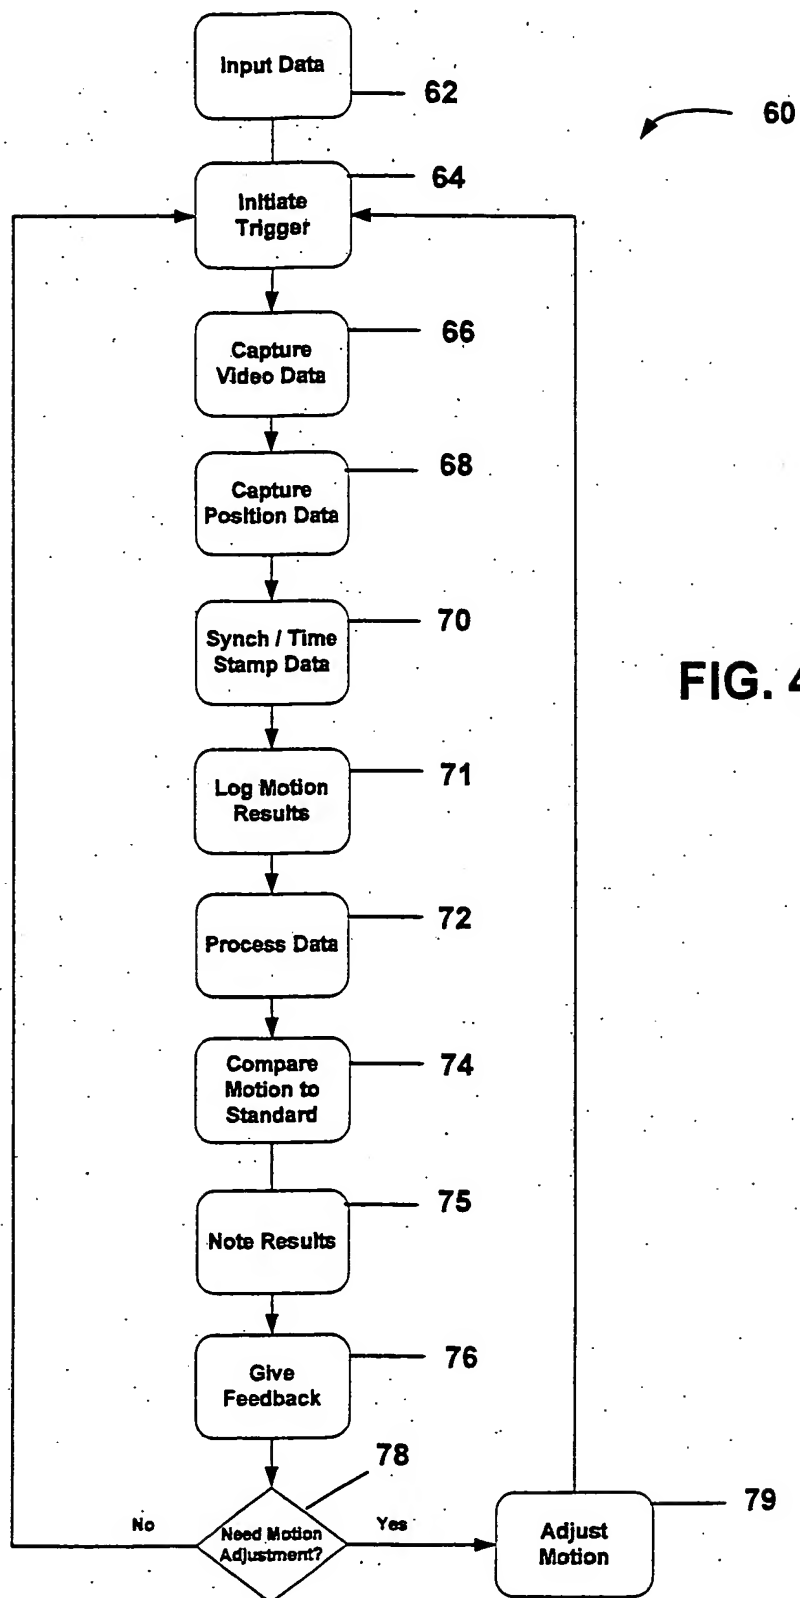 Input Data
62
60
64
Initiate
Trigger
66
Capture
Video Data
68
Capture
Position Data
70
Synch / Time
Stamp Data
FIG. 4
71
Log Motion
Results
72
Process Data
74
Compare
Motion to
Standard
75
Note Results
76
Give
Feedback
78
No
Need Motion
Adjustment?
Yes
79
Adjust
Motion